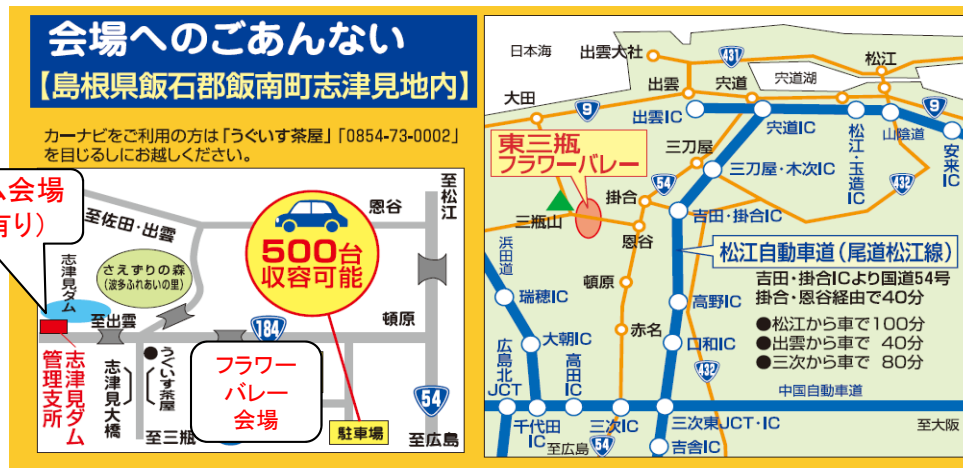 会場へのごあんない
【島根県飯石郡飯南町志津見地内】
カーナビをご利用の方は「うぐいす茶屋」「0854-73-0002」
を目じるしにお越しください。
ム会場
有り）
至佐田・出雲
恩谷
至松江
500台
収容可能
さえずりの森
(波多ふれあいの里)
志津見ダム
至出雲
184
頓原
志津見ダム
管理支所
志津見大橋
うぐいす茶屋
フラワー
バレー
会場
54
至三瓶
駐車場
至広島
日本海
出雲大社
431
松江
出雲
宍道
宍道湖
大田
9
出雲IC
宍道IC
松江・玉造IC
山陰道
9
安来IC
東三瓶
フラワーバレー
三刀屋
三刀屋・木次IC
432
54
掛合
吉田・掛合IC
三瓶山
恩谷
浜田道
松江自動車道(尾道松江線)
吉田・掛合ICより国道54号
掛合・恩谷経由で40分
頓原
瑞穂IC
高野IC
●松江から車で100分
●出雲から車で 40分
●三次から車で 80分
赤名
大朝IC
口和IC
432
広島北JCT
高田IC
中国自動車道
千代田IC
三次IC
三次東JCT・IC
至大阪
至広島
54
吉舎IC